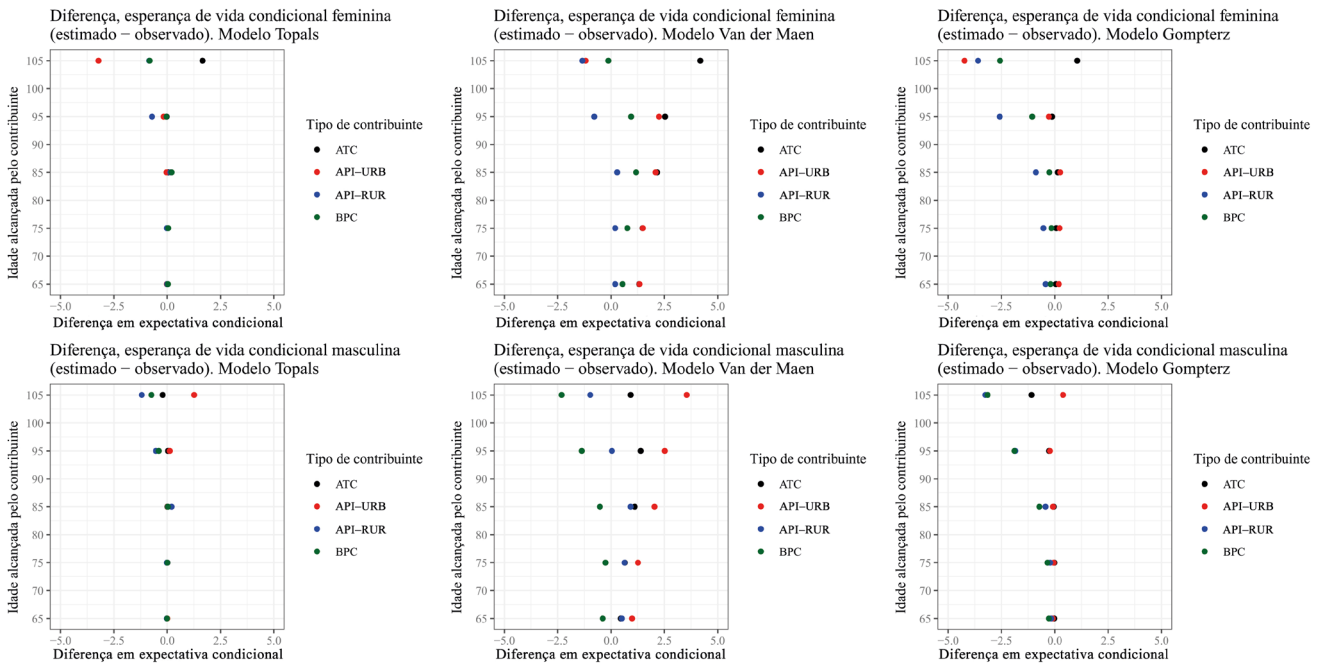 Diferença, esperança de vida condicional feminina
(estimado − observado). Modelo Topals
Idade alcançada pelo contribuinte
105
100
95
90
85
80
75
70
65
−5.0
−2.5
0.0
2.5
5.0
Diferença em expectativa condicional
Tipo de contribuinte
ATC
API–URB
API–RUR
BPC
Diferença, esperança de vida condicional feminina
(estimado − observado). Modelo Van der Maen
Idade alcançada pelo contribuinte
105
100
95
90
85
80
75
70
65
−5.0
−2.5
0.0
2.5
5.0
Diferença em expectativa condicional
Tipo de contribuinte
ATC
API–URB
API–RUR
BPC
Diferença, esperança de vida condicional feminina
(estimado − observado). Modelo Gompterz
Idade alcançada pelo contribuinte
105
100
95
90
85
80
75
70
65
−5.0
−2.5
0.0
2.5
5.0
Diferença em expectativa condicional
Tipo de contribuinte
ATC
API–URB
API–RUR
BPC
Diferença, esperança de vida condicional masculina
(estimado − observado). Modelo Topals
Idade alcançada pelo contribuinte
105
100
95
90
85
80
75
70
65
−5.0
−2.5
0.0
2.5
5.0
Diferença em expectativa condicional
Tipo de contribuinte
ATC
API–URB
API–RUR
BPC
Diferença, esperança de vida condicional masculina
(estimado − observado). Modelo Van der Maen
Idade alcançada pelo contribuinte
105
100
95
90
85
80
75
70
65
−5.0
−2.5
0.0
2.5
5.0
Diferença em expectativa condicional
Tipo de contribuinte
ATC
API–URB
API–RUR
BPC
Diferença, esperança de vida condicional masculina
(estimado − observado). Modelo Gompterz
Idade alcançada pelo contribuinte
105
100
95
90
85
80
75
70
65
−5.0
−2.5
0.0
2.5
5.0
Diferença em expectativa condicional
Tipo de contribuinte
ATC
API–URB
API–RUR
BPC